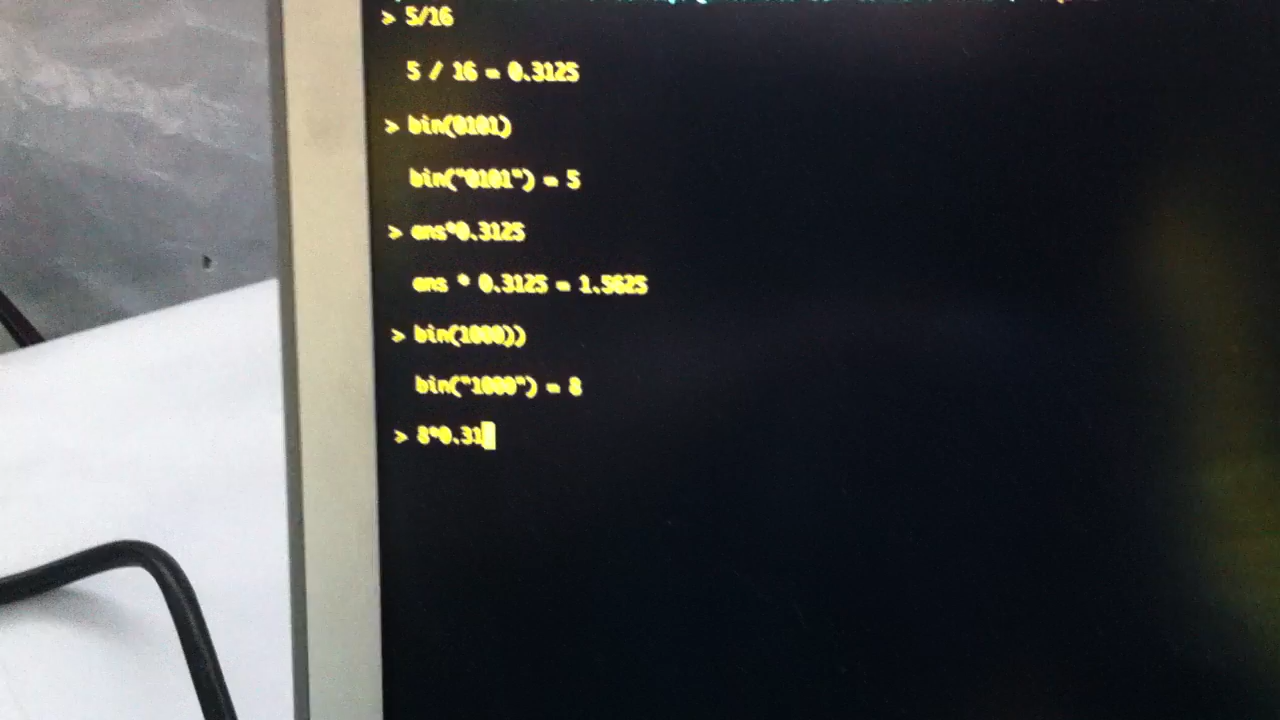 > 5/16
5 / 16 = 0.3125
> bin(0101)
bin("0101") = 5
> ans*0.3125
ans * 0.3125 = 1.5625
> bin(1000))
bin("1000") = 8
> 8*0.31